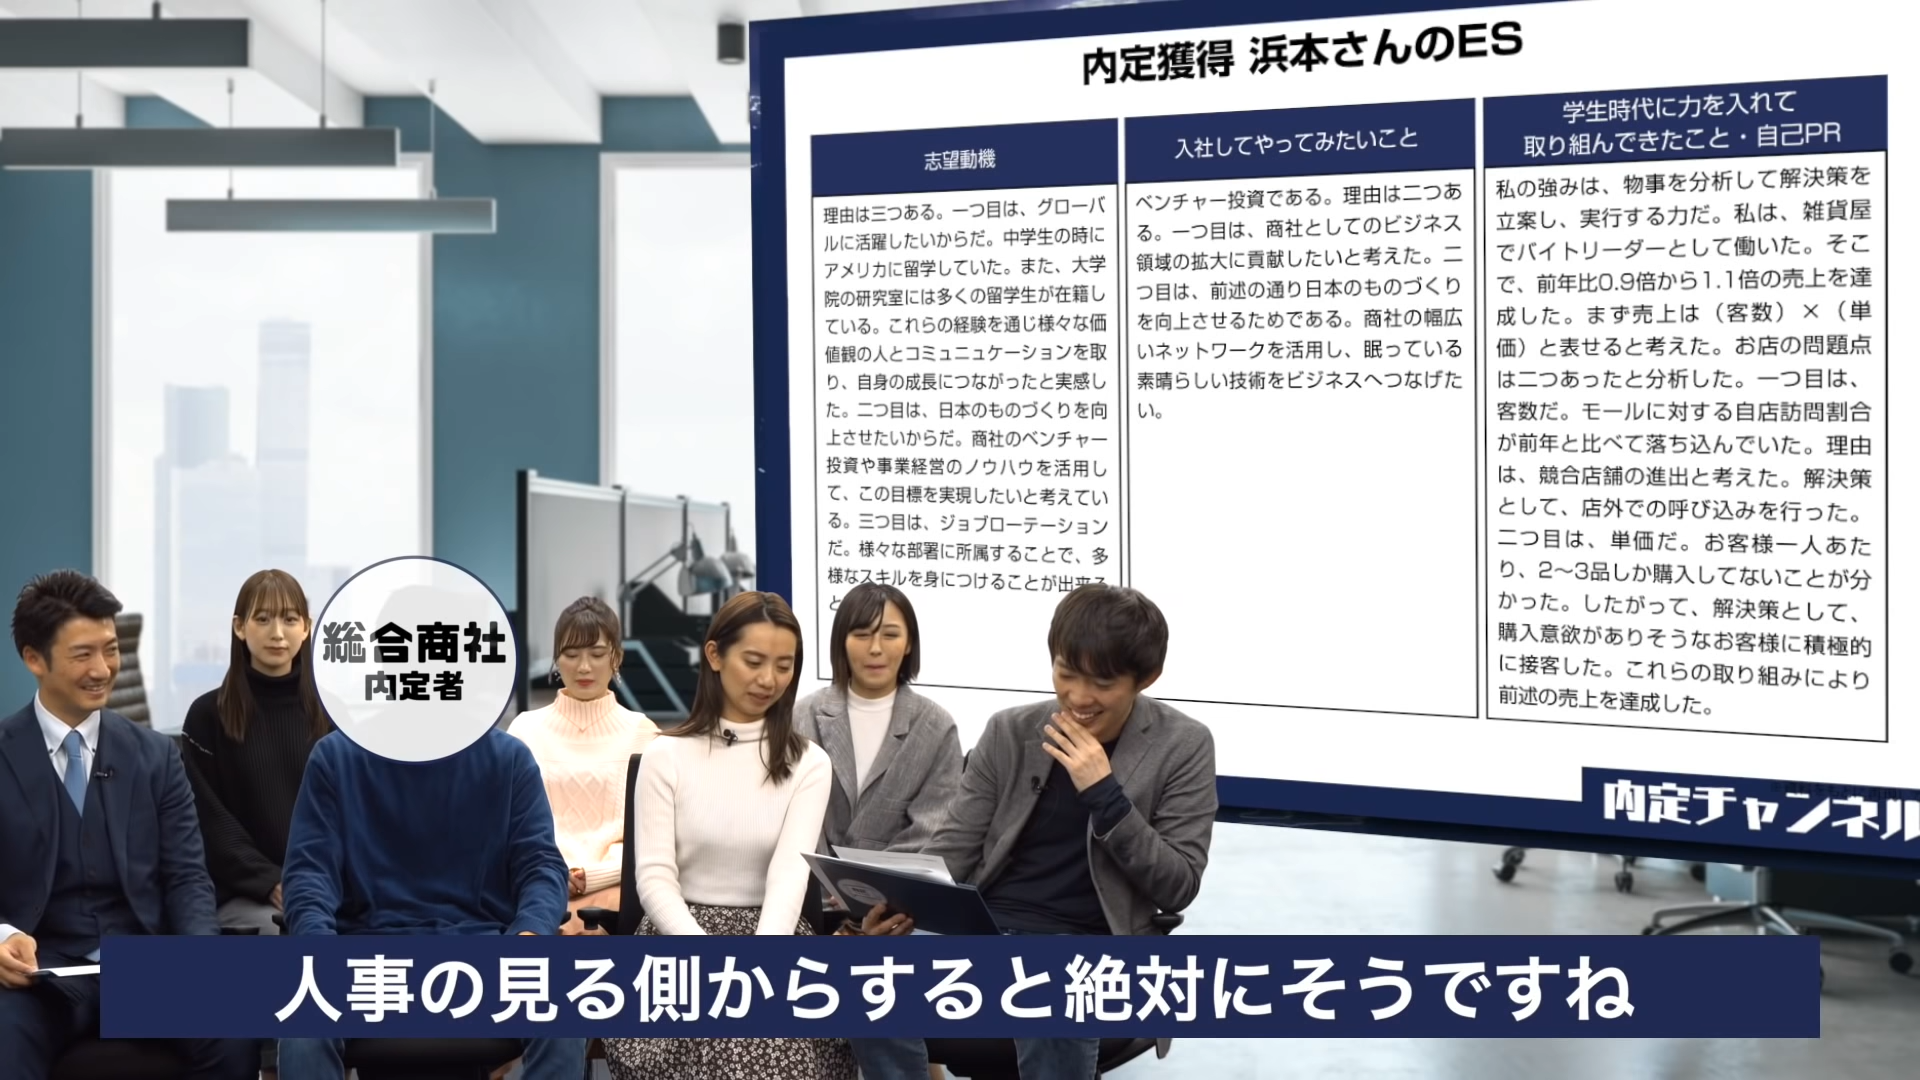 内定獲得 浜本さんのES
志望動機
理由は三つある。一つ目は、グローバ
ルに活躍したいからだ。中学生の時に
アメリカに留学していた。また、大学
院の研究室には多くの留学生が在籍し
ている。これらの経験を通じ様々な価
値観の人とコミュニュケーションを取
り、自身の成長につながったと実感し
た。二つ目は、日本のものづくりを向
上させたいからだ。商社のベンチャー
投資や事業経営のノウハウを活用し
て、この目標を実現したいと考えてい
る。三つ目は、ジョブローテーション
だ。様々な部署に所属することで、多
様なスキルを身につけることが出来る
と
入社してやってみたいこと
ベンチャー投資である。理由は二つあ
る。一つ目は、商社としてのビジネス
領域の拡大に貢献したいと考えた。二
つ目は、前述の通り日本のものづくり
を向上させるためである。商社の幅広
いネットワークを活用し、眠っている
素晴らしい技術をビジネスへつなげた
い。
学生時代に力を入れて
取り組んできたこと・自己PR
私の強みは、物事を分析して解決策を
立案し、実行する力だ。私は、雑貨屋
でバイトリーダーとして働いた。そこ
で、前年比0.9倍から1.1倍の売上を達
成した。まず売上は（客数）×（単
価）と表せると考えた。お店の問題点
は二つあったと分析した。一つ目は、
客数だ。モールに対する自店訪問割合
が前年と比べて落ち込んでいた。理由
は、競合店舗の進出と考えた。解決策
として、店外での呼び込みを行った。
二つ目は、単価だ。お客様一人あた
り、2〜3品しか購入してないことが分
かった。したがって、解決策として、
購入意欲がありそうなお客様に積極的
に接客した。これらの取り組みにより
前述の売上を達成した。
総合商社
内定者
内定チャンネル
人事の見る側からすると絶対にそうですね